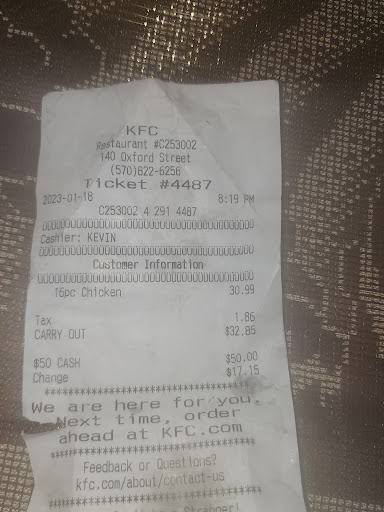 KFC
Restaurant #C253002
140 Oxford Street
(570)822-6256
Ticket #4487
2023-01-18 8:19 PM
C253002 4 291 4487
Cashier: KEVIN
Customer Information
16pc Chicken 30.99
Tax 1.86
CARRY OUT $32.85
$50 CASH $50.00
Change $17.15
************************************
We are here for you.
Next time, order
ahead at KFC.com
************************************
Feedback or Questions?
kfc.com/about/contact-us
************************************
Stranger!